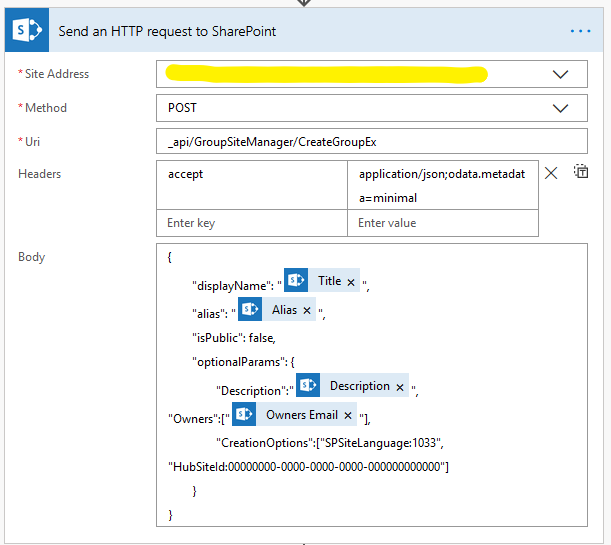 Send an HTTP request to SharePoint ...
* Site Address
* Method POST
* Uri _api/GroupSiteManager/CreateGroupEx
Headers accept application/json;odata.metadat
a=minimal
Enter key Enter value
Body {
"displayName": " Title × ",
"alias": " Alias × ",
"isPublic": false,
"optionalParams": {
"Description":" Description × ",
"Owners":[" Owners Email × "],
"CreationOptions":["SPSiteLanguage:1033",
"HubSiteId:00000000-0000-0000-0000-000000000000"]
}
}